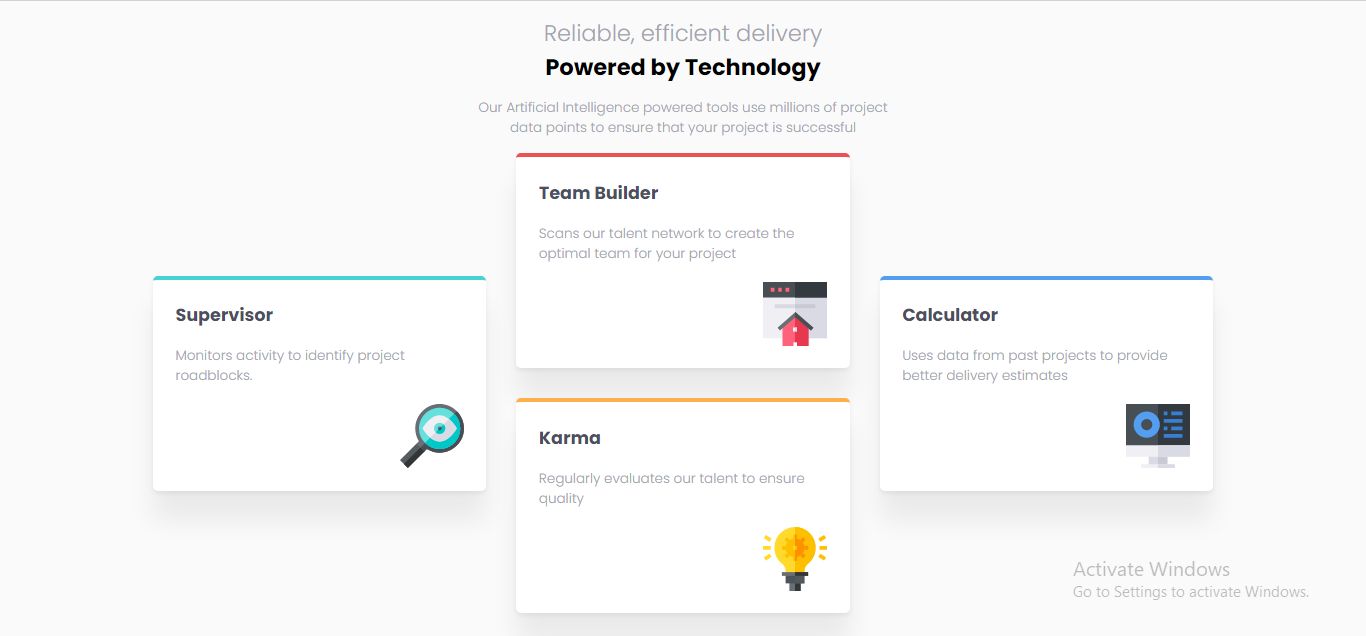 Reliable, efficient delivery
Powered by Technology
Our Artificial Intelligence powered tools use millions of project
data points to ensure that your project is successful
Team Builder
Scans our talent network to create the
optimal team for your project
Supervisor
Monitors activity to identify project
roadblocks.
Calculator
Uses data from past projects to provide
better delivery estimates
Karma
Regularly evaluates our talent to ensure
quality
Activate Windows
Go to Settings to activate Windows.